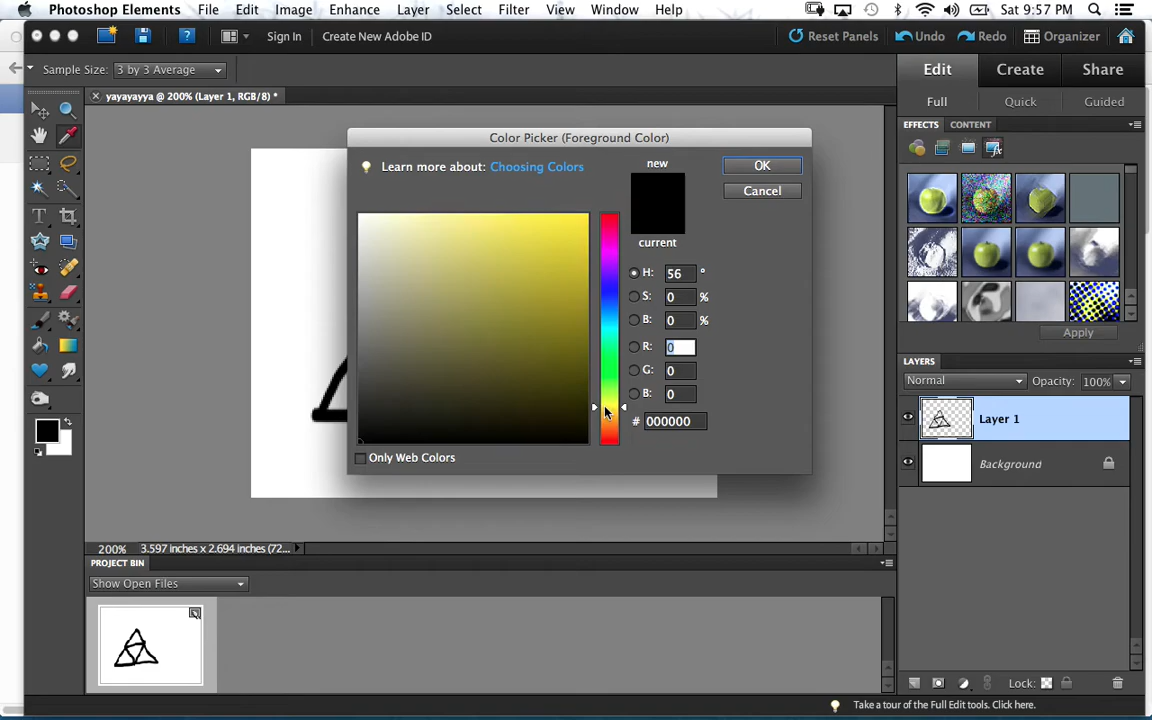 Photoshop Elements File Edit Image Enhance Layer Select Filter View Window Help Sat 9:57 PM
Sign In Create New Adobe ID Reset Panels Undo Redo Organizer
Sample Size: 3 by 3 Average Edit Create Share
yayayayya @ 200% (Layer 1, RGB/8) * Full Quick Guided
EFFECTS CONTENT
Color Picker (Foreground Color)
Learn more about: Choosing Colors new OK
Cancel
current
H: 56 °
S: 0 %
B: 0 %
R: 0
G: 0
B: 0
# 000000
Only Web Colors
Apply
LAYERS
Normal Opacity: 100%
Layer 1
Background
200% 3.597 inches x 2.694 inches (72...
PROJECT BIN
Show Open Files
Lock:
Take a tour of the Full Edit tools. Click here.